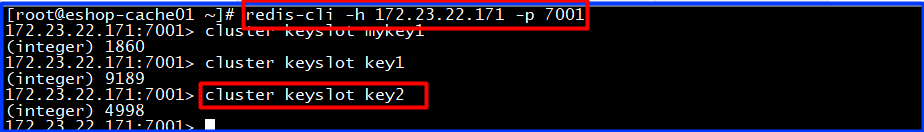 [root@eshop-cache01 ~]# redis-cli -h 172.23.22.171 -p 7001
172.23.22.171:7001> cluster keyslot mykey1
(integer) 1860
172.23.22.171:7001> cluster keyslot key1
(integer) 9189
172.23.22.171:7001> cluster keyslot key2
(integer) 4998
172.23.22.171:7001>